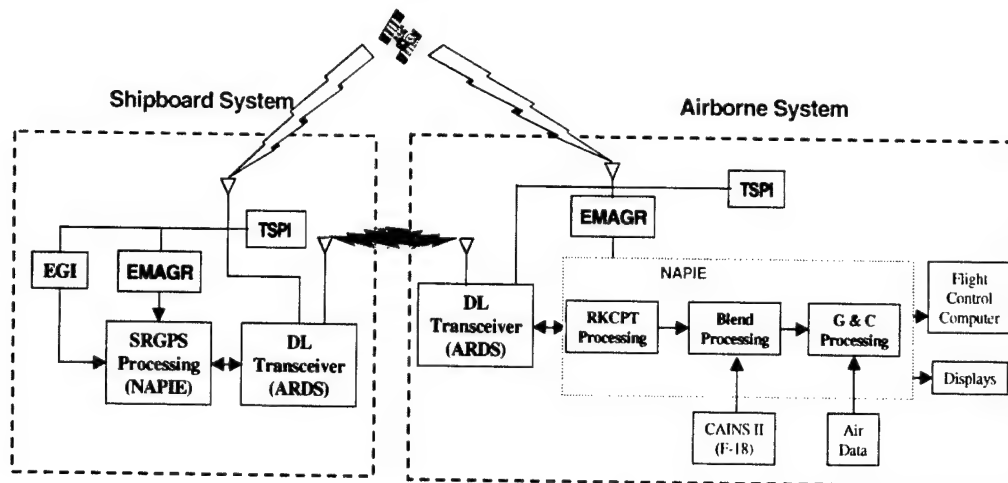 Shipboard System
Airborne System
TSPI
EGI
EMAGR
SRGPS
Processing
(NAPIE)
DL
Transceiver
(ARDS)
TSPI
EMAGR
NAPIE
DL
Transceiver
(ARDS)
RKCPT
Processing
Blend
Processing
G & C
Processing
Flight
Control
Computer
Displays
CAINS II
(F-18)
Air
Data